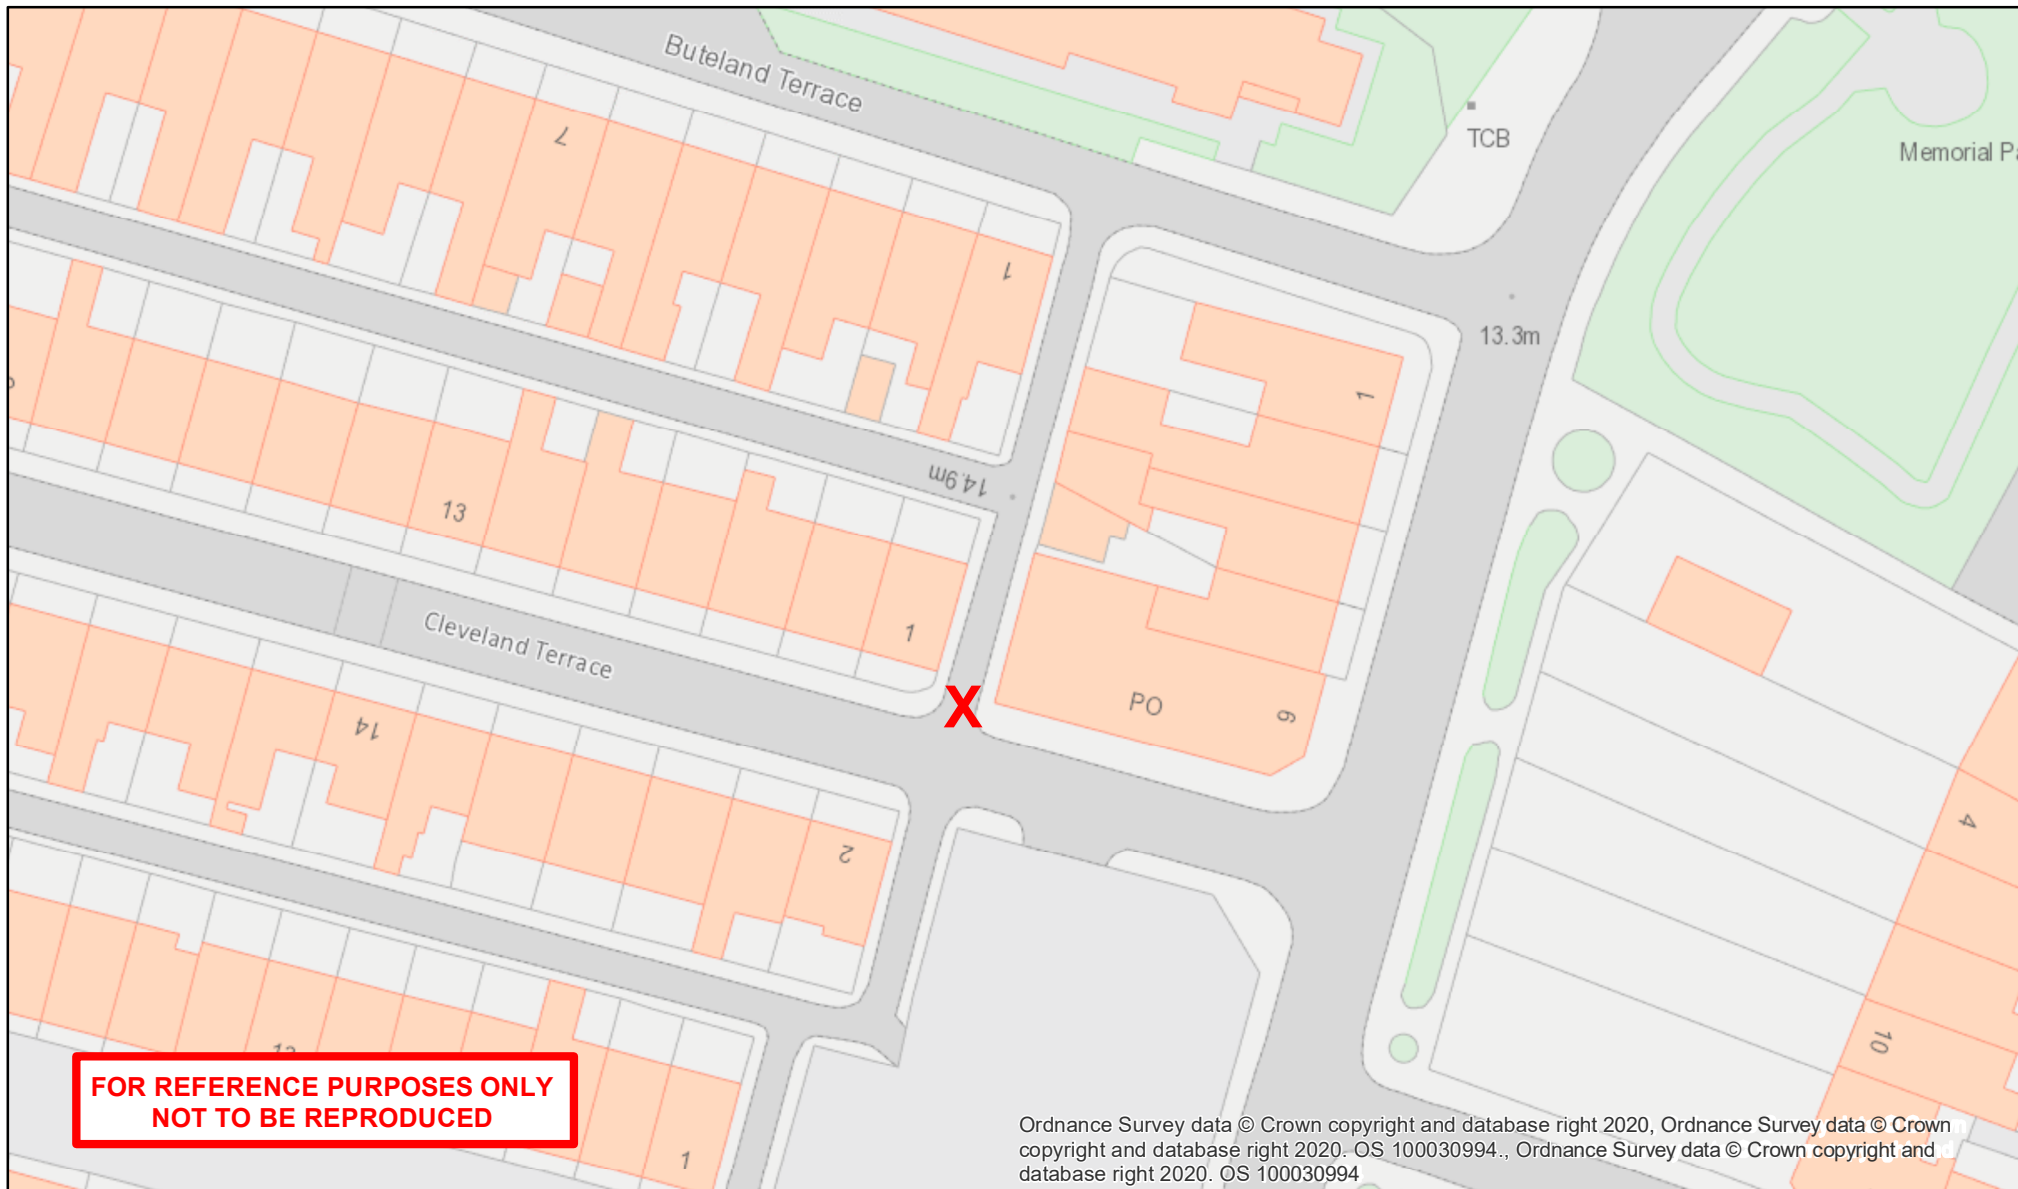 Buteland Terrace
TCB
Memorial Pa
7
1
13.3m
1
14.9m
13
1
Cleveland Terrace
X
PO
6
14
2
4
10
1
FOR REFERENCE PURPOSES ONLY
NOT TO BE REPRODUCED
Ordnance Survey data © Crown copyright and database right 2020, Ordnance Survey data © Crown
copyright and database right 2020. OS 100030994., Ordnance Survey data © Crown copyright and
database right 2020. OS 100030994